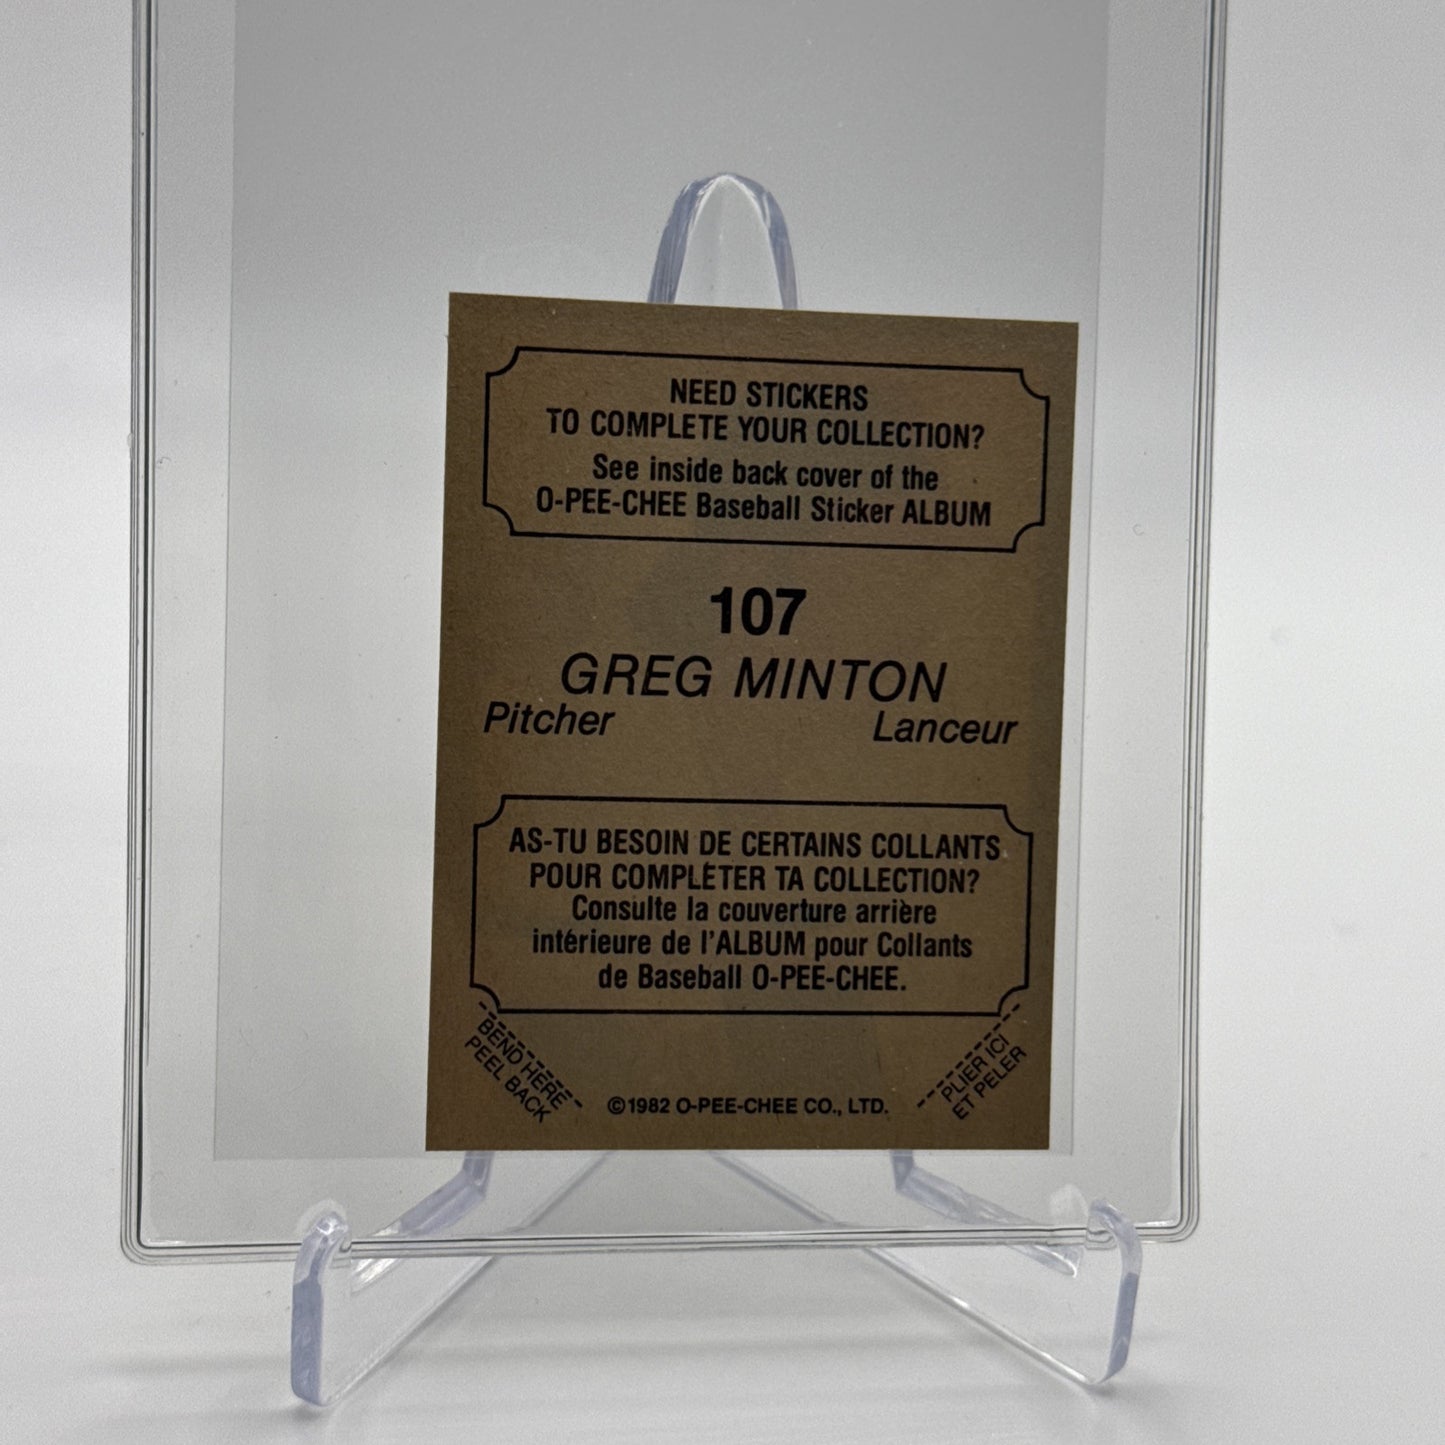 NEED STICKERS
TO COMPLETE YOUR COLLECTION?
See inside back cover of the
O-PEE-CHEE Baseball Sticker ALBUM
107
GREG MINTON
Pitcher Lanceur
AS-TU BESOIN DE CERTAINS COLLANTS
POUR COMPLÉTER TA COLLECTION?
Consulte la couverture arrière
intérieure de l'ALBUM pour Collants
de Baseball O-PEE-CHEE.
BEND HERE
PEEL BACK
©1982 O-PEE-CHEE CO., LTD.
PLIER ICI
ET PELER